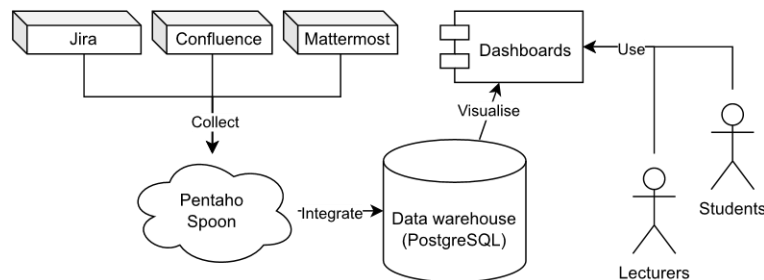 Jira
Confluence
Mattermost
Dashboards
Use
Collect
Visualise
Pentaho
Spoon
Integrate
Data warehouse
(PostgreSQL)
Students
Lecturers